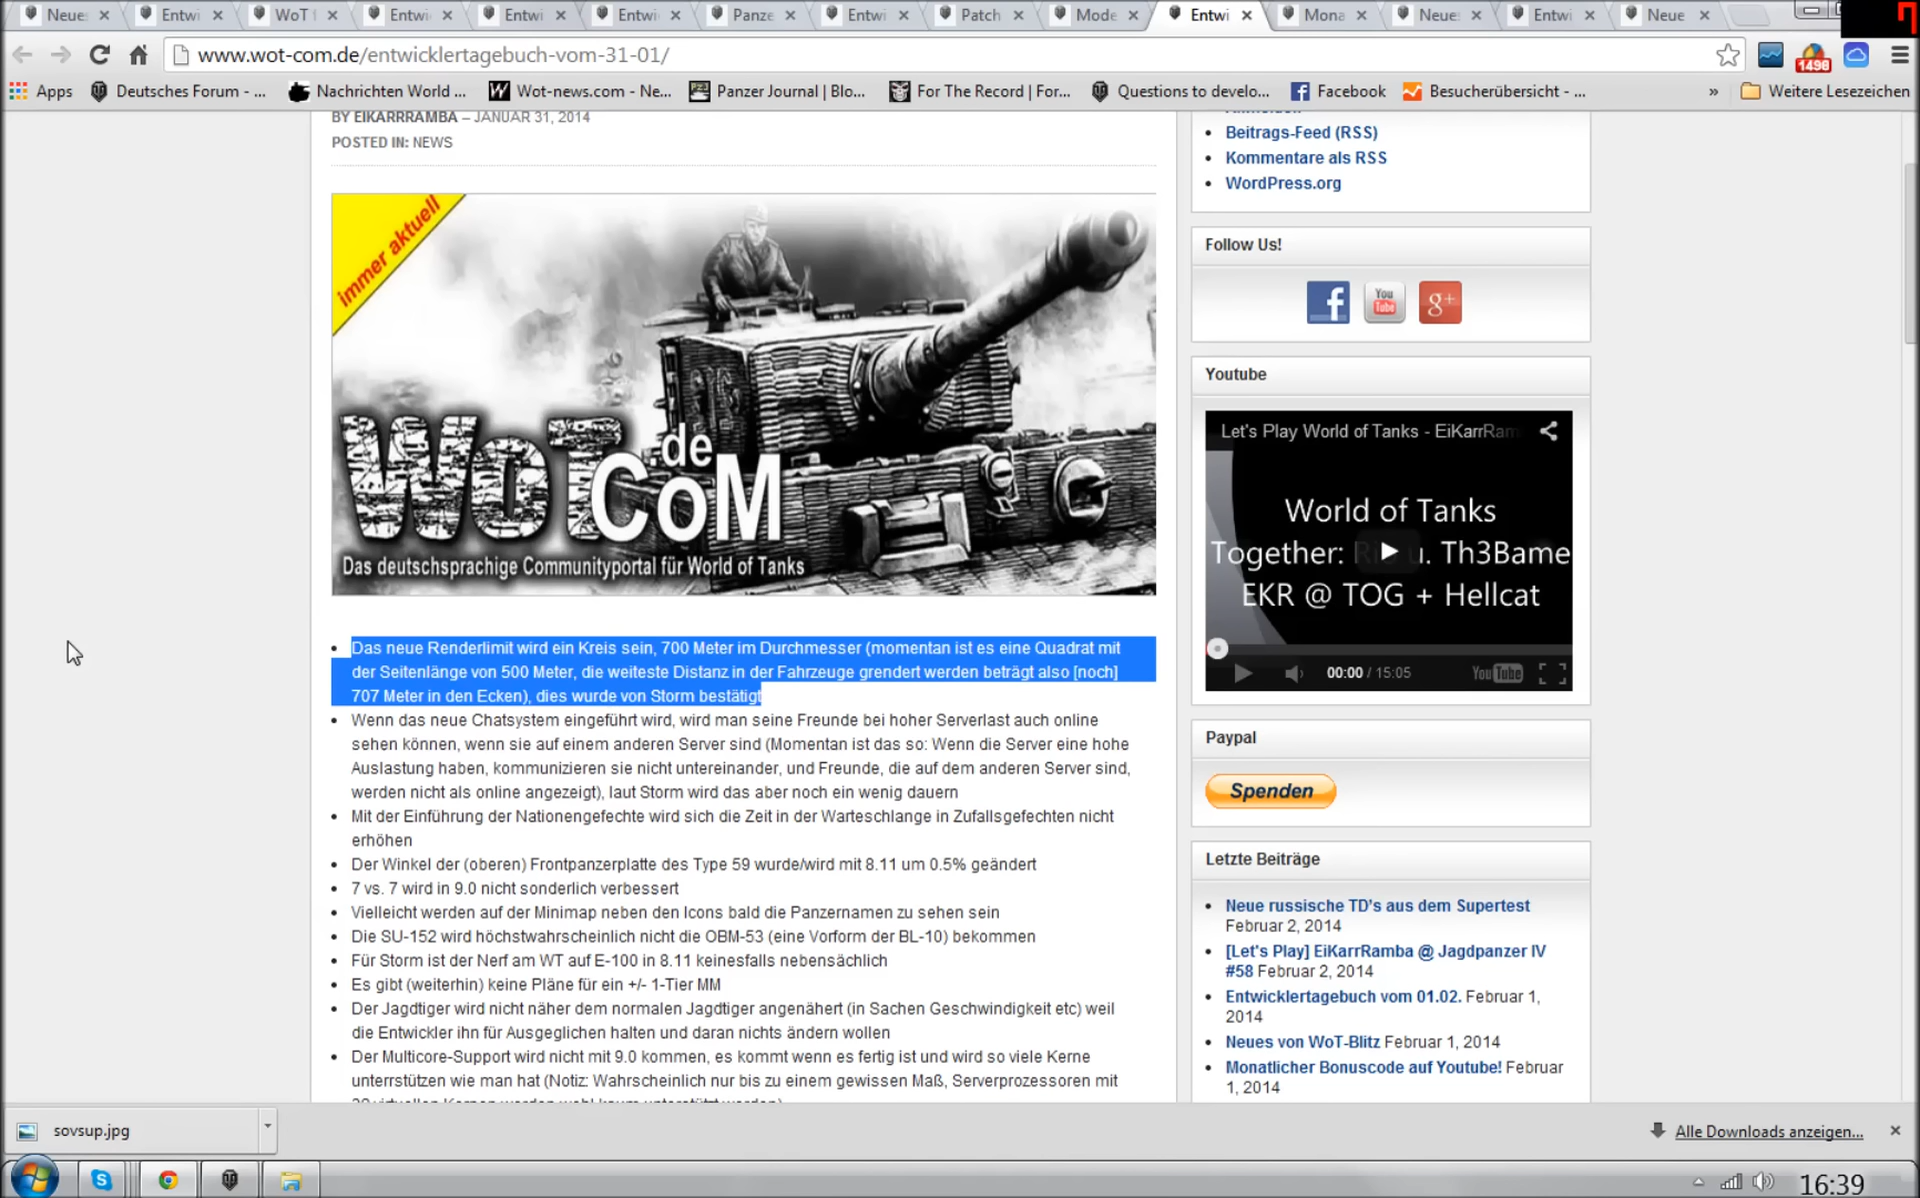 Neue: Entwi WoT f Entwi Entwi Entwi Panze Entwi Patch Mode Entwi Mona Neue: Entwi Neue
www.wot-com.de/entwicklertagebuch-vom-31-01/
1498
Apps Deutsches Forum - ... Nachrichten World ... Wot-news.com - Ne... Panzer Journal | Blo... For The Record | For... Questions to develo... Facebook Besucherübersicht - ... » Weitere Lesezeichen
BY EIKARRRAMBA – JANUAR 31, 2014
POSTED IN: NEWS
immer aktuell
WoT
.de
CoM
Das deutschsprachige Communityportal für World of Tanks
Das neue Renderlimit wird ein Kreis sein, 700 Meter im Durchmesser (momentan ist es eine Quadrat mit
der Seitenlänge von 500 Meter, die weiteste Distanz in der Fahrzeuge grendert werden beträgt also [noch]
707 Meter in den Ecken), dies wurde von Storm bestätigt
Wenn das neue Chatsystem eingeführt wird, wird man seine Freunde bei hoher Serverlast auch online
sehen können, wenn sie auf einem anderen Server sind (Momentan ist das so: Wenn die Server eine hohe
Auslastung haben, kommunizieren sie nicht untereinander, und Freunde, die auf dem anderen Server sind,
werden nicht als online angezeigt), laut Storm wird das aber noch ein wenig dauern
Mit der Einführung der Nationengefechte wird sich die Zeit in der Warteschlange in Zufallsgefechten nicht
erhöhen
Der Winkel der (oberen) Frontpanzerplatte des Type 59 wurde/wird mit 8.11 um 0.5% geändert
7 vs. 7 wird in 9.0 nicht sonderlich verbessert
Vielleicht werden auf der Minimap neben den Icons bald die Panzernamen zu sehen sein
Die SU-152 wird höchstwahrscheinlich nicht die OBM-53 (eine Vorform der BL-10) bekommen
Für Storm ist der Nerf am WT auf E-100 in 8.11 keinesfalls nebensächlich
Es gibt (weiterhin) keine Pläne für ein +/- 1-Tier MM
Der Jagdtiger wird nicht näher dem normalen Jagdtiger angenähert (in Sachen Geschwindigkeit etc) weil
die Entwickler ihn für Ausgeglichen halten und daran nichts ändern wollen
Der Multicore-Support wird nicht mit 9.0 kommen, es kommt wenn es fertig ist und wird so viele Kerne
unterrstützen wie man hat (Notiz: Wahrscheinlich nur bis zu einem gewissen Maß, Serverprozessoren mit
Beitrags-Feed (RSS)
Kommentare als RSS
WordPress.org
Follow Us!
f You Tube g+
Youtube
Let's Play World of Tanks - EiKarrRam
World of Tanks
Together: u. Th3Bame
EKR @ TOG + Hellcat
00:00 / 15:05 YouTube
Paypal
Spenden
Letzte Beiträge
Neue russische TD's aus dem Supertest
Februar 2, 2014
[Let's Play] EiKarrRamba @ Jagdpanzer IV
#58 Februar 2, 2014
Entwicklertagebuch vom 01.02. Februar 1,
2014
Neues von WoT-Blitz Februar 1, 2014
Monatlicher Bonuscode auf Youtube! Februar
1, 2014
sovsup.jpg
Alle Downloads anzeigen...
16:39